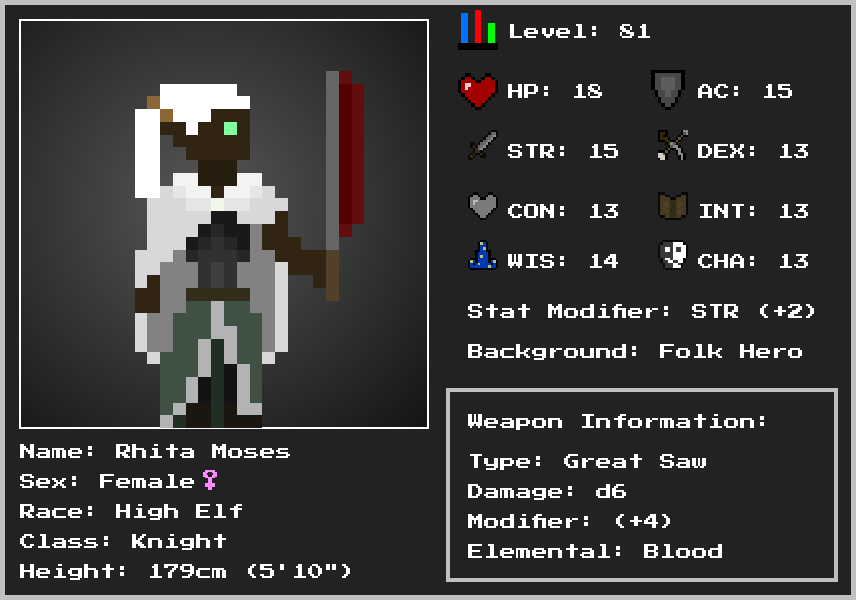 Level: 81
HP: 18
AC: 15
STR: 15
DEX: 13
CON: 13
INT: 13
WIS: 14
CHA: 13
Stat Modifier: STR (+2)
Background: Folk Hero
Name: Rhita Moses
Sex: Female♀
Race: High Elf
Class: Knight
Height: 179cm (5'10")
Weapon Information:
Type: Great Saw
Damage: d6
Modifier: (+4)
Elemental: Blood